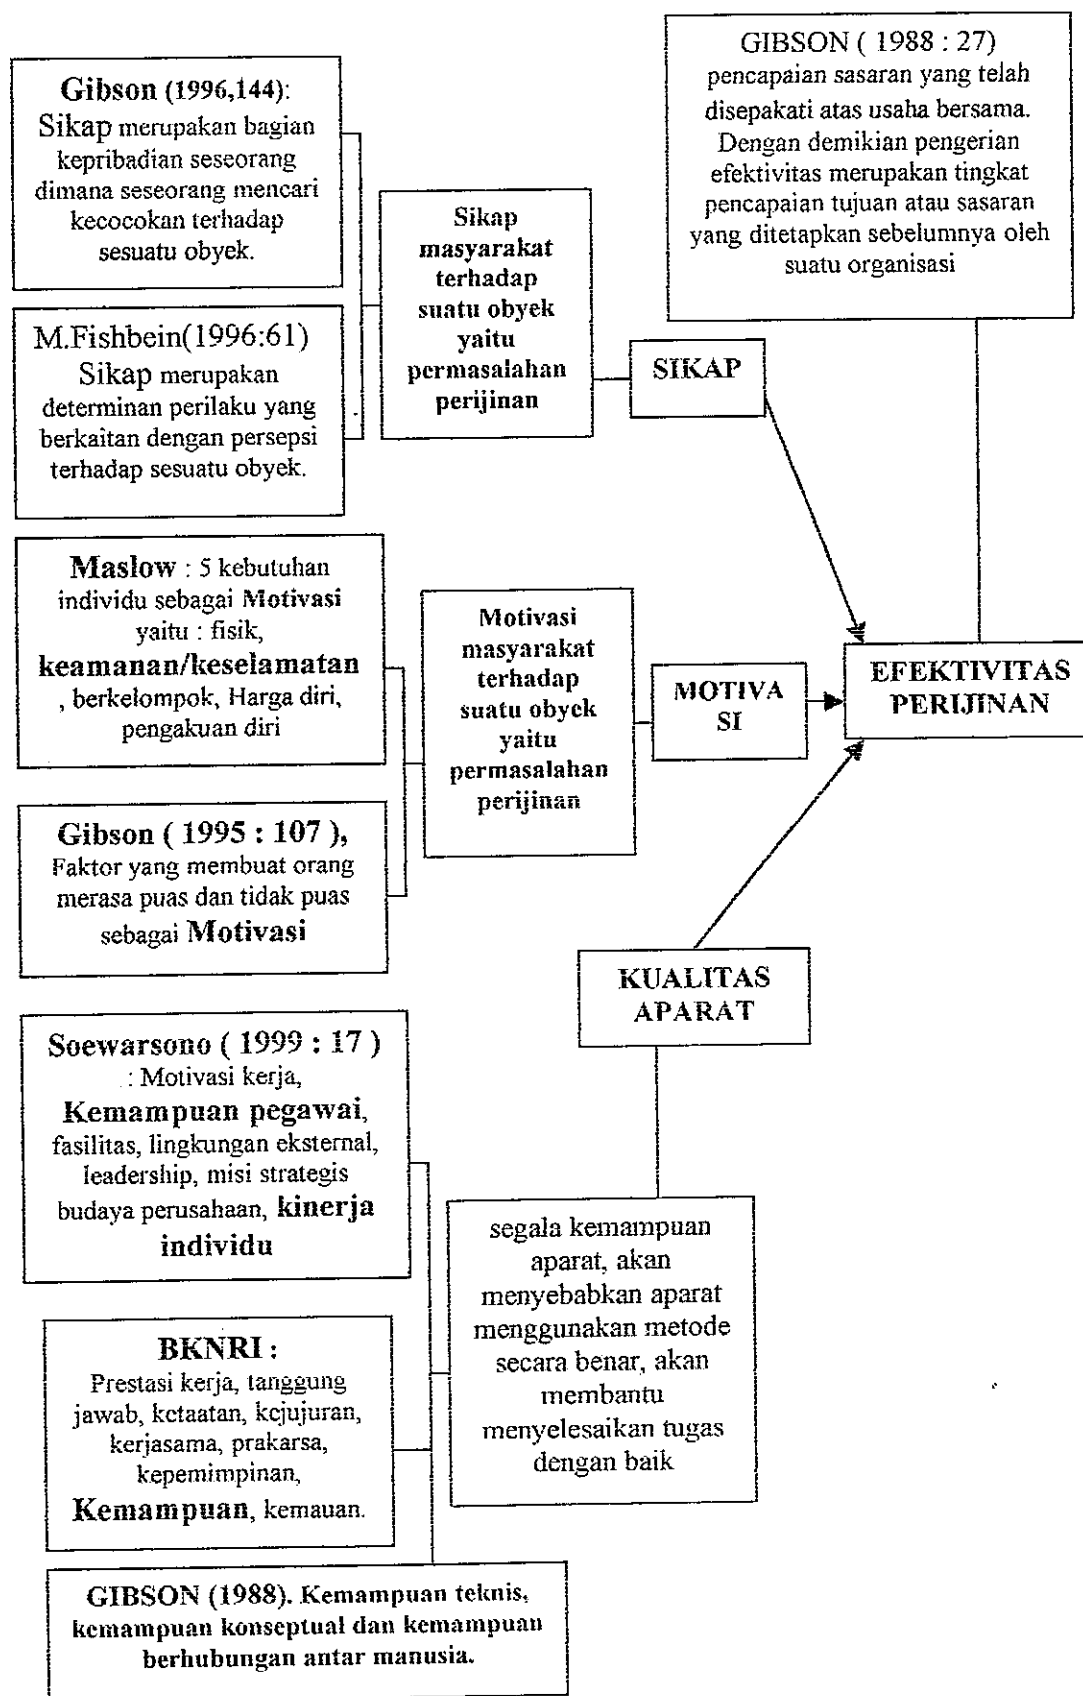 GIBSON ( 1988 : 27)
pencapaian sasaran yang telah
disepakati atas usaha bersama.
Dengan demikian pengerian
efektivitas merupakan tingkat
pencapaian tujuan atau sasaran
yang ditetapkan sebelumnya oleh
suatu organisasi
Gibson (1996,144):
Sikap merupakan bagian
kepribadian seseorang
dimana seseorang mencari
kecocokan terhadap
sesuatu obyek.
Sikap
masyarakat
terhadap
suatu obyek
yaitu
permasalahan
perijinan
M.Fishbein(1996:61)
Sikap merupakan
determinan perilaku yang
berkaitan dengan persepsi
terhadap sesuatu obyek.
SIKAP
Maslow : 5 kebutuhan
individu sebagai Motivasi
yaitu : fisik,
keamanan/keselamatan
, berkelompok, Harga diri,
pengakuan diri
Motivasi
masyarakat
terhadap
suatu obyek
yaitu
permasalahan
perijinan
MOTIVA
SI
EFEKTIVITAS
PERIJINAN
Gibson ( 1995 : 107 ),
Faktor yang membuat orang
merasa puas dan tidak puas
sebagai Motivasi
KUALITAS
APARAT
Soewarsono ( 1999 : 17 )
: Motivasi kerja,
Kemampuan pegawai,
fasilitas, lingkungan eksternal,
leadership, misi strategis
budaya perusahaan, kinerja
individu
segala kemampuan
aparat, akan
menyebabkan aparat
menggunakan metode
secara benar, akan
membantu
menyelesaikan tugas
dengan baik
BKNRI :
Prestasi kerja, tanggung
jawab, ketaatan, kejujuran,
kerjasama, prakarsa,
kepemimpinan,
Kemampuan, kemauan.
GIBSON (1988). Kemampuan teknis,
kemampuan konseptual dan kemampuan
berhubungan antar manusia.